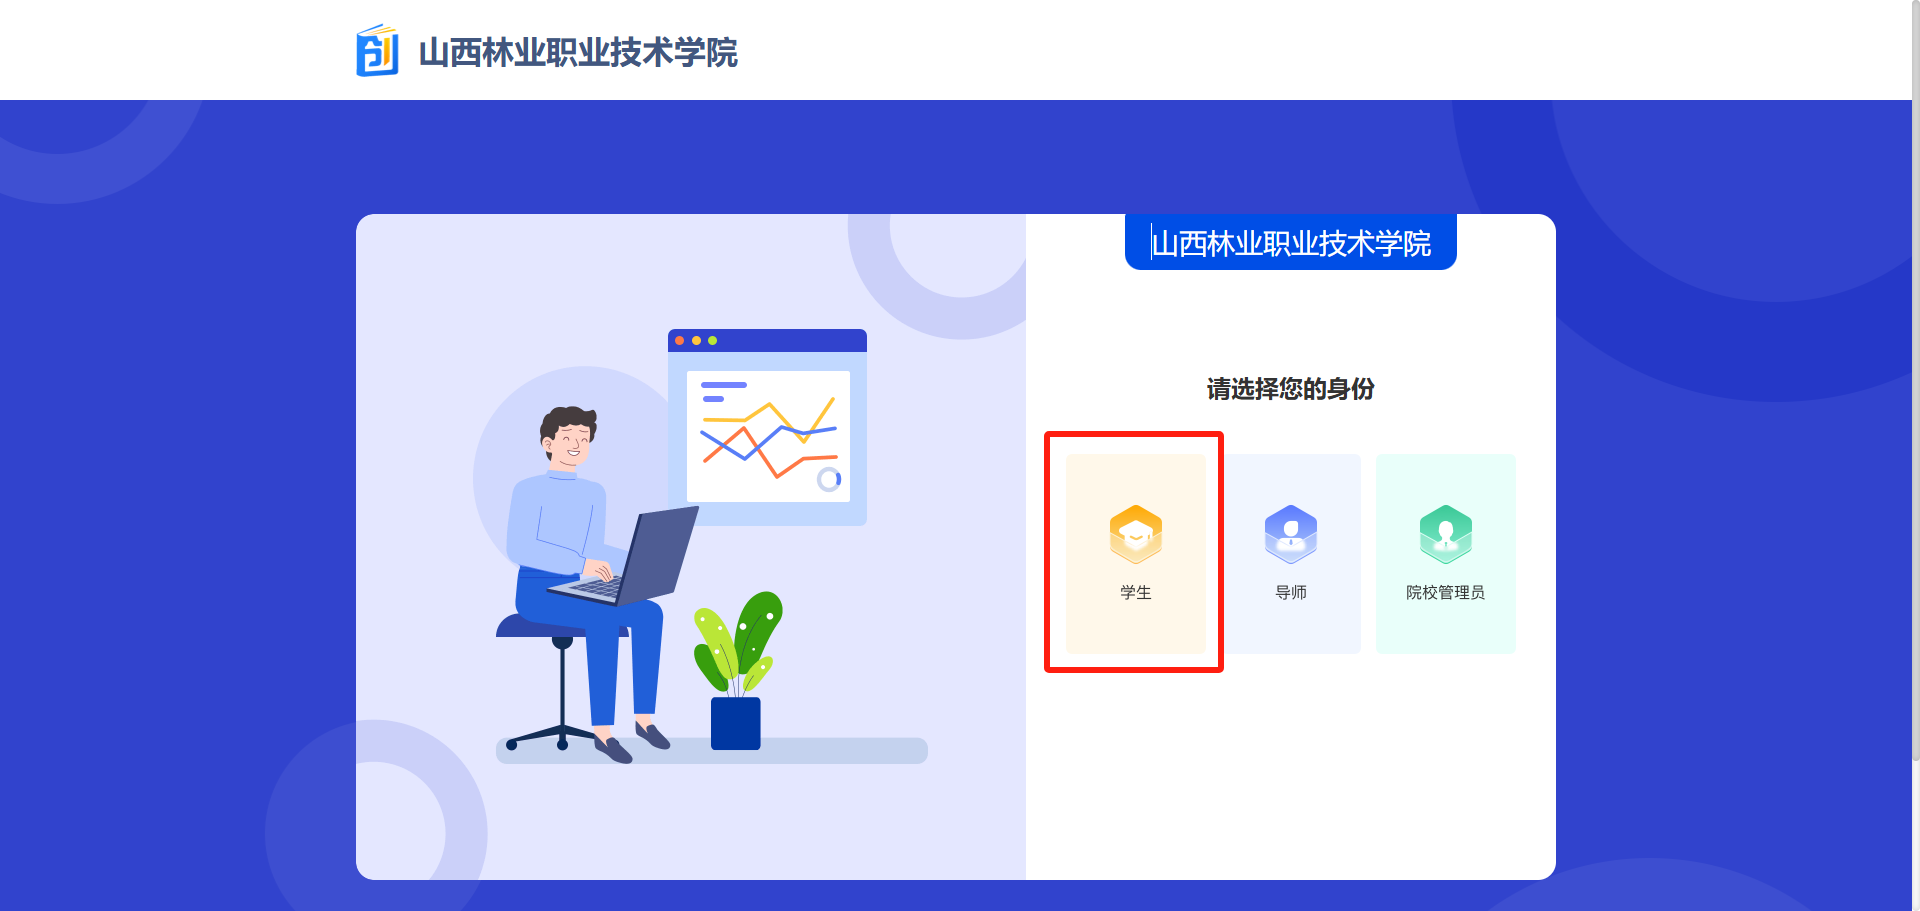 山西林业职业技术学院
山西林业职业技术学院
请选择您的身份
学生
导师
院校管理员